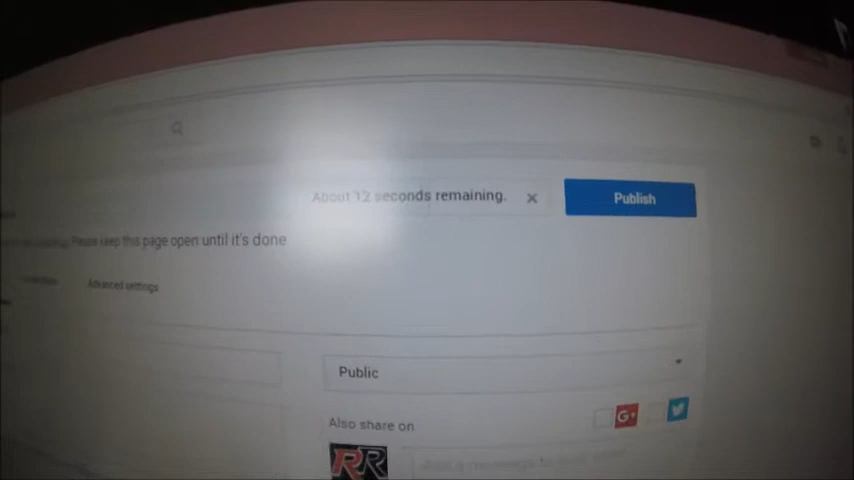 About 12 seconds remaining.
Publish
Please keep this page open until it's done
Advanced settings
Public
Also share on
G+
RR